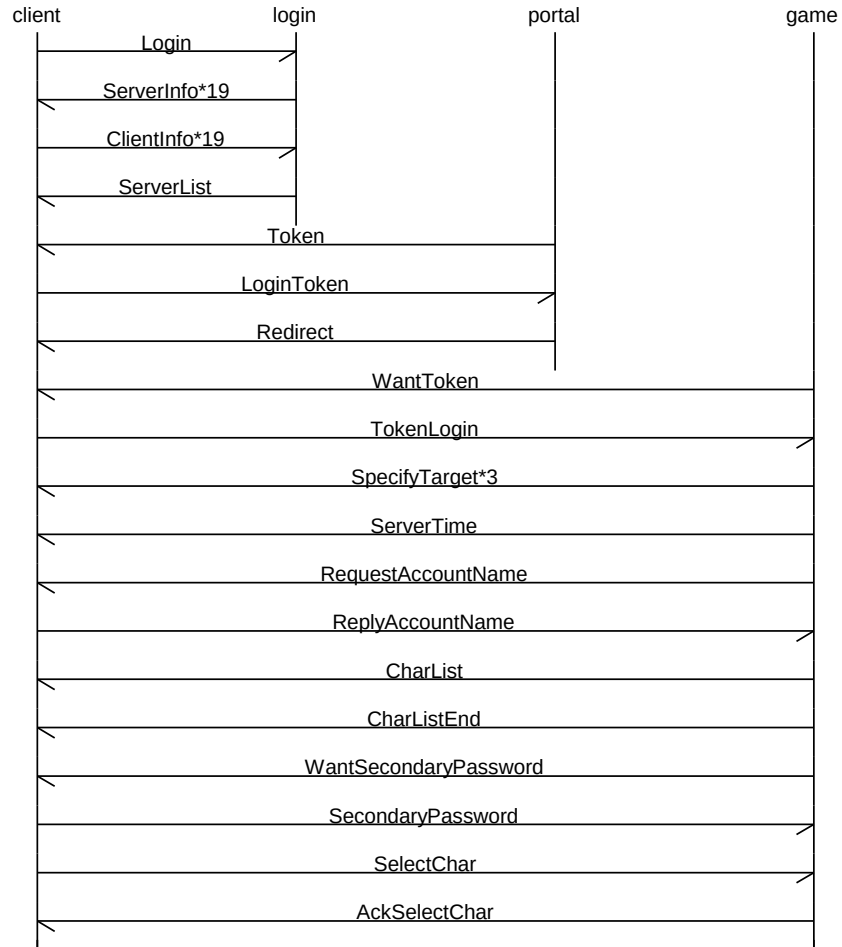 client login portal game
Login
ServerInfo*19
ClientInfo*19
ServerList
Token
LoginToken
Redirect
WantToken
TokenLogin
SpecifyTarget*3
ServerTime
RequestAccountName
ReplyAccountName
CharList
CharListEnd
WantSecondaryPassword
SecondaryPassword
SelectChar
AckSelectChar